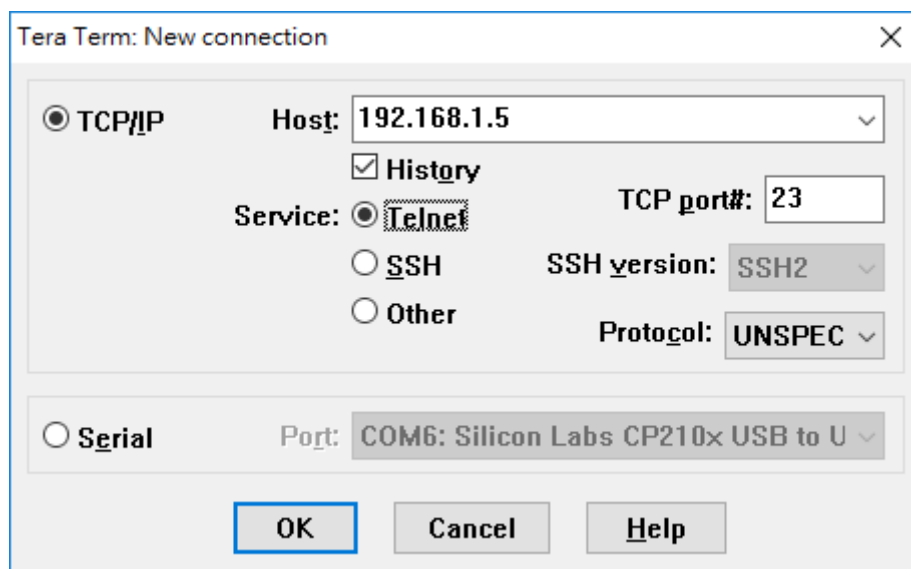 Tera Term: New connection
TCP/IP Host: 192.168.1.5
History
Service: Telnet TCP port#: 23
SSH SSH version: SSH2
Other Protocol: UNSPEC
Serial Port: COM6: Silicon Labs CP210x USB to U
OK Cancel Help